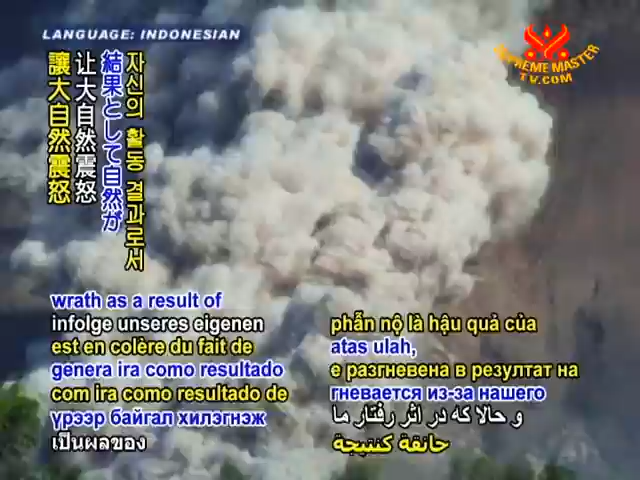 LANGUAGE: INDONESIAN
SUPREME MASTER
TV.COM
讓大自然震怒
让大自然震怒
結果として自然が
자신의 활동 결과로서
wrath as a result of
infolge unseres eigenen
est en colère du fait de
genera ira como resultado
com ira como resultado de
үрээр байгал хилэгнэж
เป็นผลของ
phẫn nộ là hậu quả của
atas ulah,
е разгневена в резултат на
гневается из-за нашего
و حالا که در اثر رفتار ما
حانقة كنتيجة